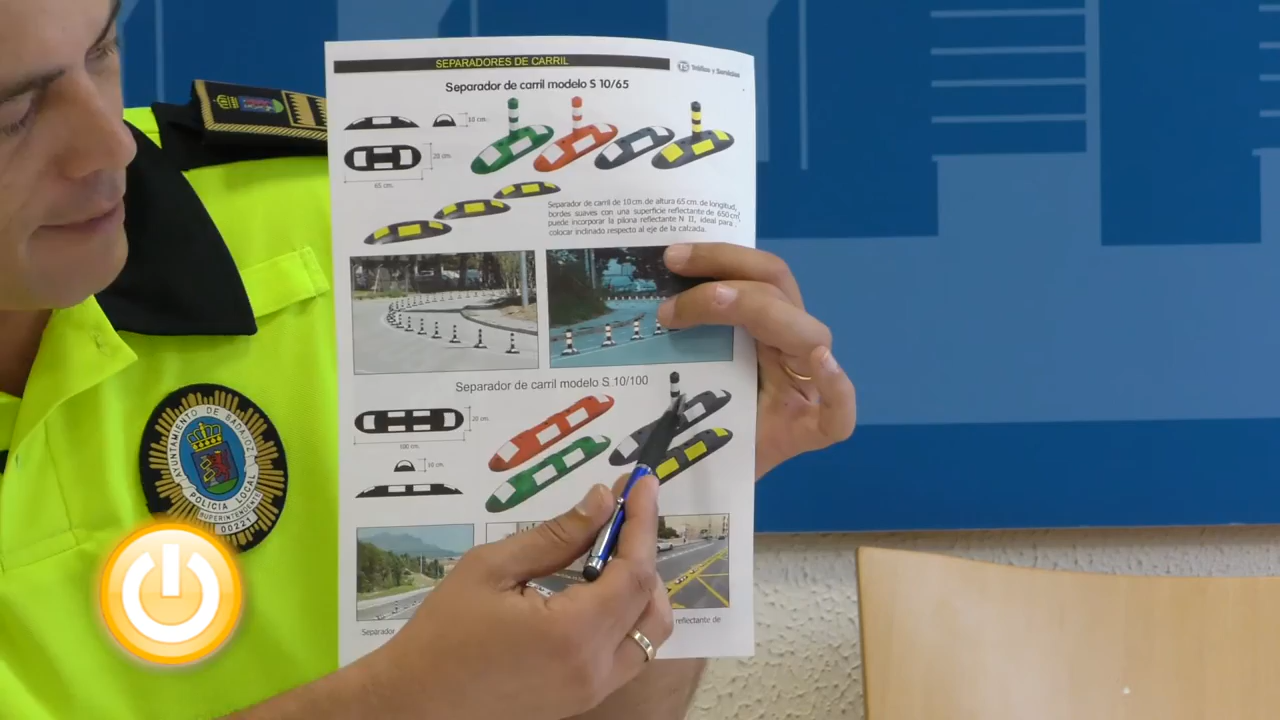 SEPARADORES DE CARRIL
TS Tráfico y Servicios
Separador de carril modelo S 10/65
10 cm.
20 cm.
65 cm.
Separador de carril de 10 cm. de altura 65 cm. de longitud,
bordes suaves con una superficie reflectante de 650 cm²,
puede incorporar la pilona reflectante N II, ideal para
colocar inclinado respecto al eje de la calzada.
Separador de carril modelo S 10/100
20 cm.
100 cm.
10 cm.
Separador
reflectante de
AYUNTAMIENTO DE BADAJOZ
POLICIA LOCAL
SUPERINTENDENTE
00221